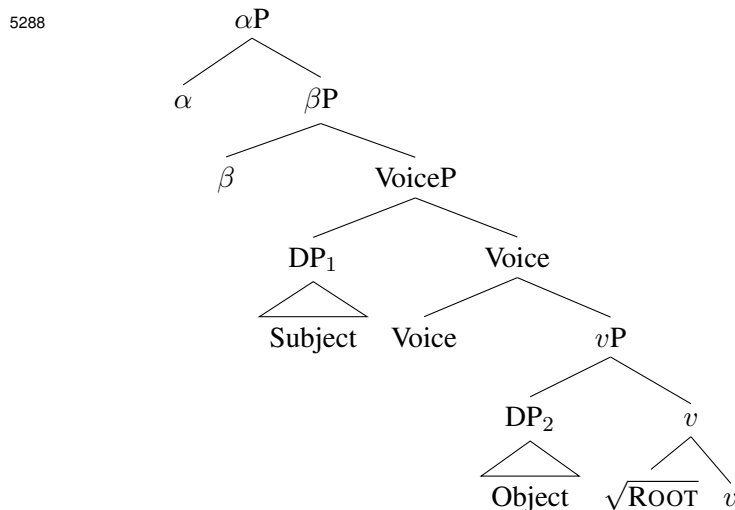 5288 αP
α βP
β VoiceP
DP₁ Voice
Subject Voice vP
DP₂ v
Object √ROOT v